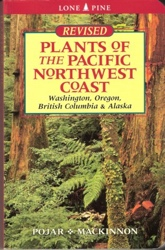 LONE PINE
REVISED
PLANTS OF
THE PACIFIC
NORTHWEST
COAST
Washington, Oregon,
British Columbia & Alaska
POJAR MACKINNON